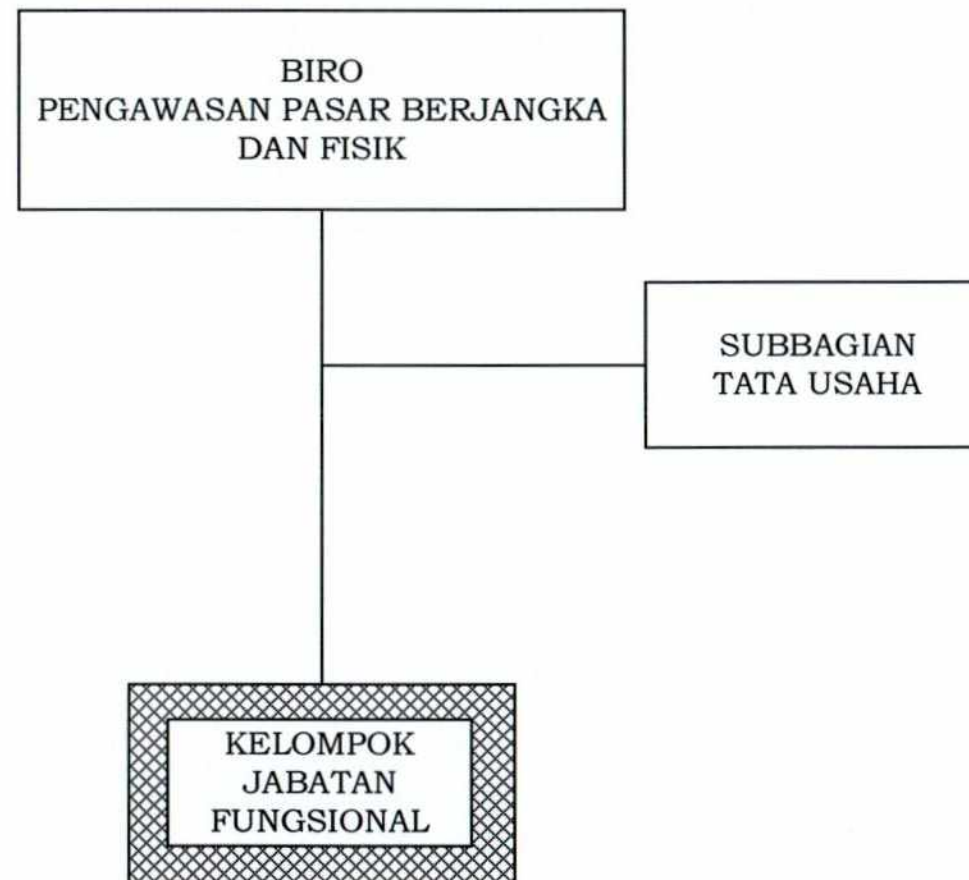 BIRO
PENGAWASAN PASAR BERJANGKA
DAN FISIK
SUBBAGIAN
TATA USAHA
KELOMPOK
JABATAN
FUNGSIONAL